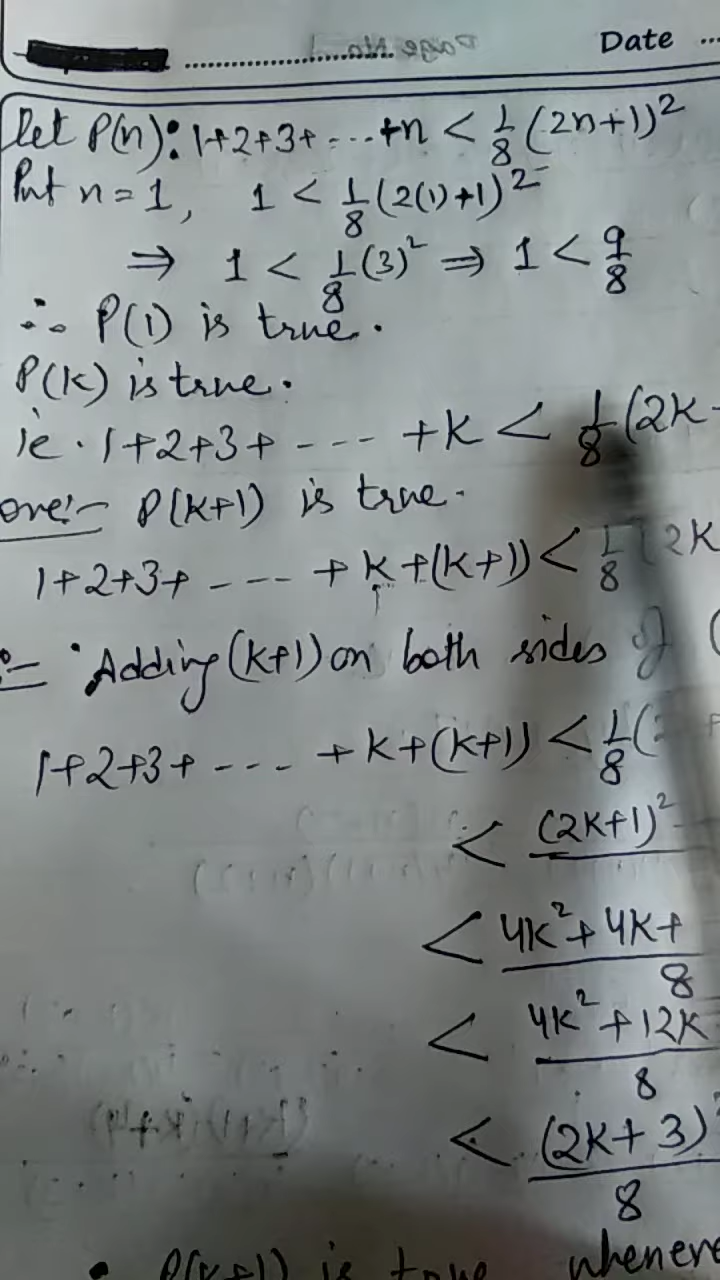 Date ...
let P(n): 1+2+3+ - - - +n < 1/8 (2n+1)²
Put n = 1, 1 < 1/8 (2(1)+1)²
⇒ 1 < 1/8 (3)² ⇒ 1 < 9/8
∴ P(1) is true.
P(k) is true.
ie. 1+2+3+ - - - +k < 1/8 (2k
ove:- P(k+1) is true.
1+2+3+ - - - +k+(k+1) < 1/8 (2k
:- Adding (k+1) on both sides of (
1+2+3+ - - - +k+(k+1) < 1/8 (
< (2k+1)²
< 4k²+4k+ / 8
< 4k²+12k / 8
< (2k+3)² / 8
P(k+1) is true whenere